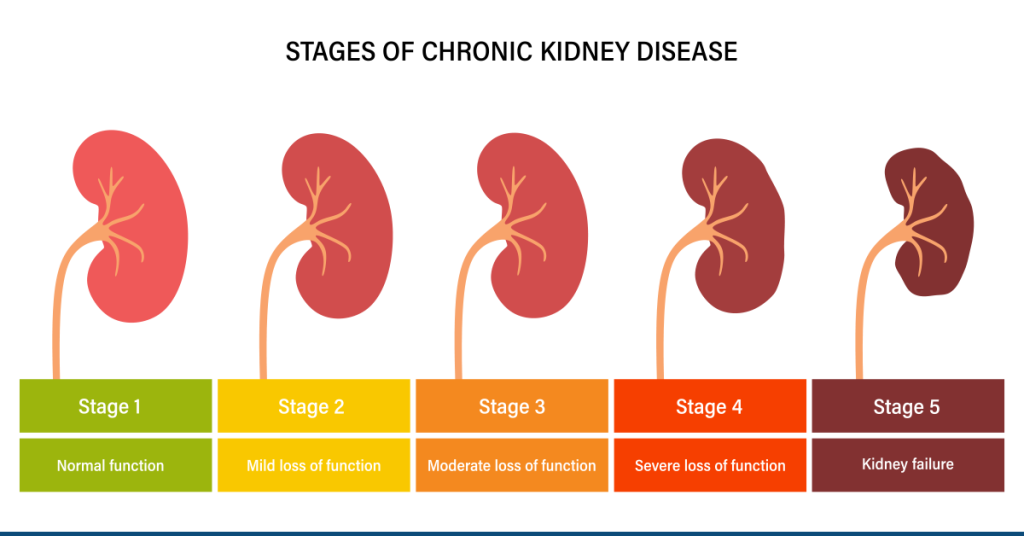 STAGES OF CHRONIC KIDNEY DISEASE
Stage 1
Stage 2
Stage 3
Stage 4
Stage 5
Normal function
Mild loss of function
Moderate loss of function
Severe loss of function
Kidney failure